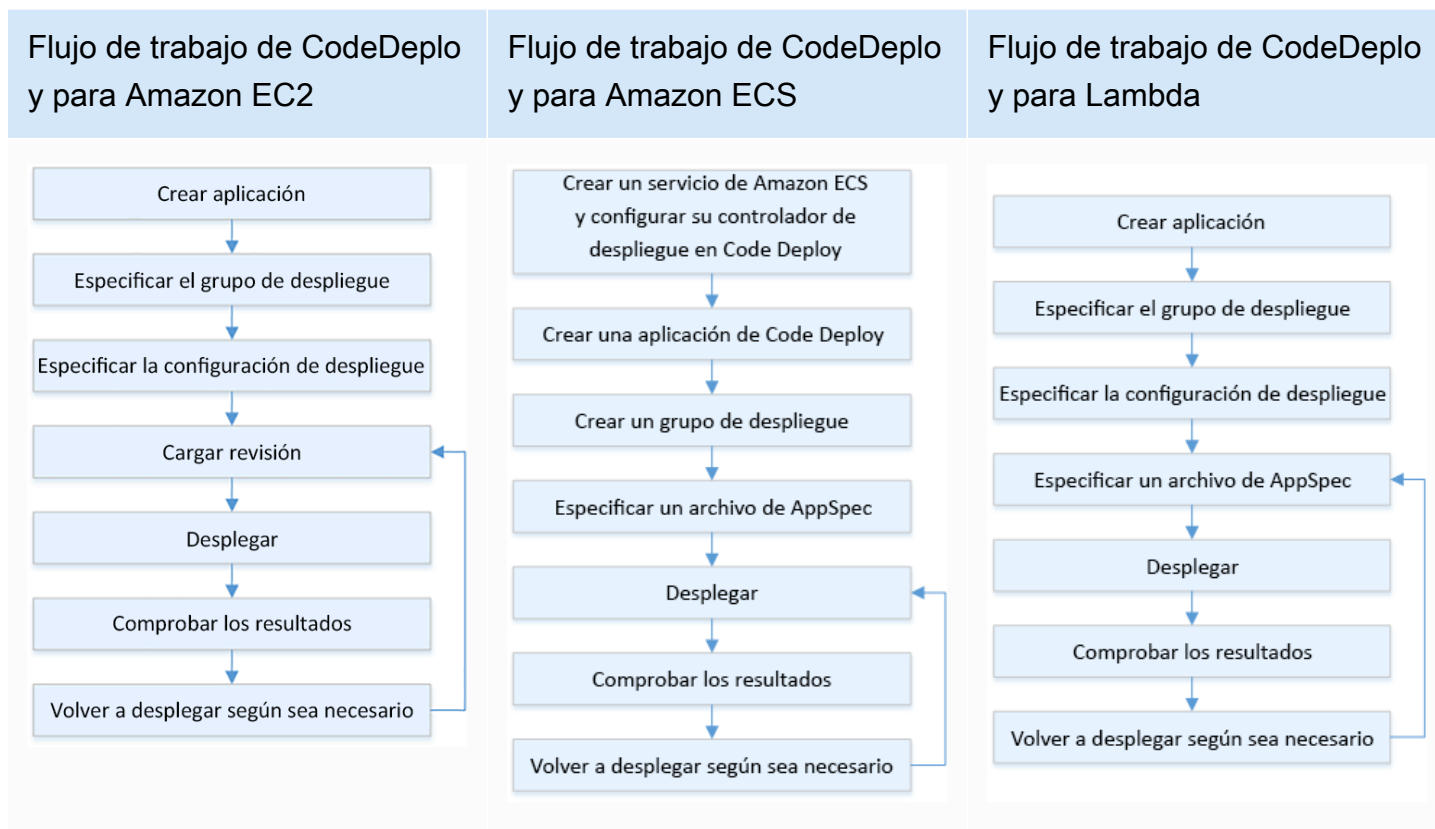 Flujo de trabajo de CodeDeplo
y para Amazon EC2
Crear aplicación
Especificar el grupo de despliegue
Especificar la configuración de despliegue
Cargar revisión
Desplegar
Comprobar los resultados
Volver a desplegar según sea necesario
Flujo de trabajo de CodeDeplo
y para Amazon ECS
Crear un servicio de Amazon ECS
y configurar su controlador de
despliegue en Code Deploy
Crear una aplicación de Code Deploy
Crear un grupo de despliegue
Especificar un archivo de AppSpec
Desplegar
Comprobar los resultados
Volver a desplegar según sea necesario
Flujo de trabajo de CodeDeplo
y para Lambda
Crear aplicación
Especificar el grupo de despliegue
Especificar la configuración de despliegue
Especificar un archivo de AppSpec
Desplegar
Comprobar los resultados
Volver a desplegar según sea necesario